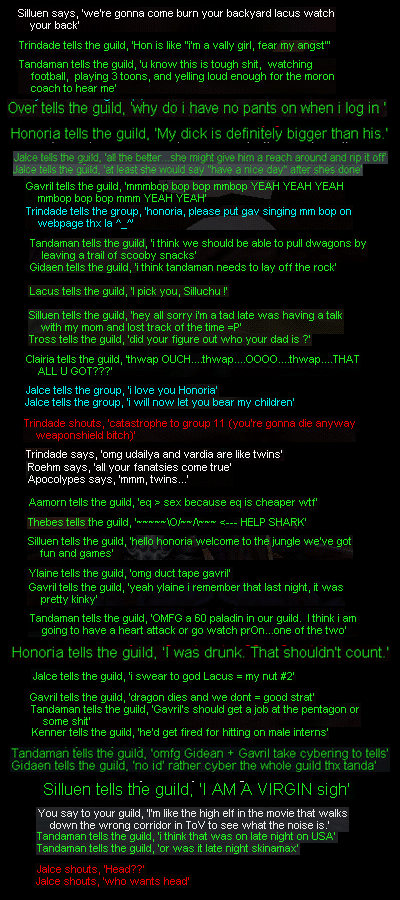 Silluen says, 'we're gonna come burn your backyard lacus watch
your back'
Trindade tells the guild, 'Hon is like "i'm a vally girl, fear my angst"'
Tandaman tells the guild, 'u know this is tough shit,  watching
football,  playing 3 toons, and yelling loud enough for the moron
coach to hear me'
Over tells the guild, 'why do i have no pants on when i log in '
Honoria tells the guild, 'My dick is definitely bigger than his.'
Jalce tells the guild, 'all the better...she might give him a reach around and rip it off
Jalce tells the guild, 'at least she would say "have a nice day" after shes done'
Gavril tells the guild, 'mmmbop bop bop mmbop YEAH YEAH YEAH
mmbop bop bop mmm YEAH YEAH'
Trindade tells the group, 'honoria, please put gav singing mm bop on
webpage thx la ^_^'
Tandaman tells the guild, 'i think we should be able to pull dwagons by
leaving a trail of scooby snacks'
Gidaen tells the guild, 'i think tandaman needs to lay off the rock'
Lacus tells the guild, 'I pick you, Silluchu !'
Silluen tells the guild, 'hey all sorry i'm a tad late was having a talk
with my mom and lost track of the time =P'
Tross tells the guild, 'did your figure out who your dad is ?'
Clairia tells the guild, 'thwap OUCH....thwap....OOOO....thwap....THAT
ALL U GOT???'
Jalce tells the group, 'i love you Honoria'
Jalce tells the group, 'i will now let you bear my children'
Trindade shouts, 'catastrophe to group 11 (you're gonna die anyway
weaponshield bitch)'
Trindade says, 'omg udailya and vardia are like twins'
Roehm says, 'all your fanatsies come true'
Apocolypes says, 'mmm, twins...'
Aamorn tells the guild, 'eq > sex because eq is cheaper wtf'
Thebes tells the guild, '~~~~~\O/~~/\~~~ <--- HELP SHARK'
Silluen tells the guild, 'hello honoria welcome to the jungle we've got
fun and games'
Ylaine tells the guild, 'omg duct tape gavril'
Gavril tells the guild, 'yeah ylaine i remember that last night, it was
pretty kinky'
Tandaman tells the guild, 'OMFG a 60 paladin in our guild.  I think i am
going to have a heart attack or go watch prOn...one of the two'
Honoria tells the guild, 'I was drunk. That shouldn't count.'
Jalce tells the guild, 'i swear to god Lacus = my nut #2'
Gavril tells the guild, 'dragon dies and we dont = good strat'
Tandaman tells the guild, 'Gavril's should get a job at the pentagon or
some shit'
Kenner tells the guild, 'he'd get fired for hitting on male interns'
Tandaman tells the guild, 'omfg Gidean + Gavril take cybering to tells'
Gidaen tells the guild, 'no id' rather cyber the whole guild thx tanda'
Silluen tells the guild, 'I AM A VIRGIN sigh'
You say to your guild, 'I'm like the high elf in the movie that walks
down the wrong corridor in ToV to see what the noise is.'
Tandaman tells the guild, 'i think that was on late night on USA'
Tandaman tells the guild, 'or was it late night skinamax'
Jalce shouts, 'Head??'
Jalce shouts, 'who wants head'